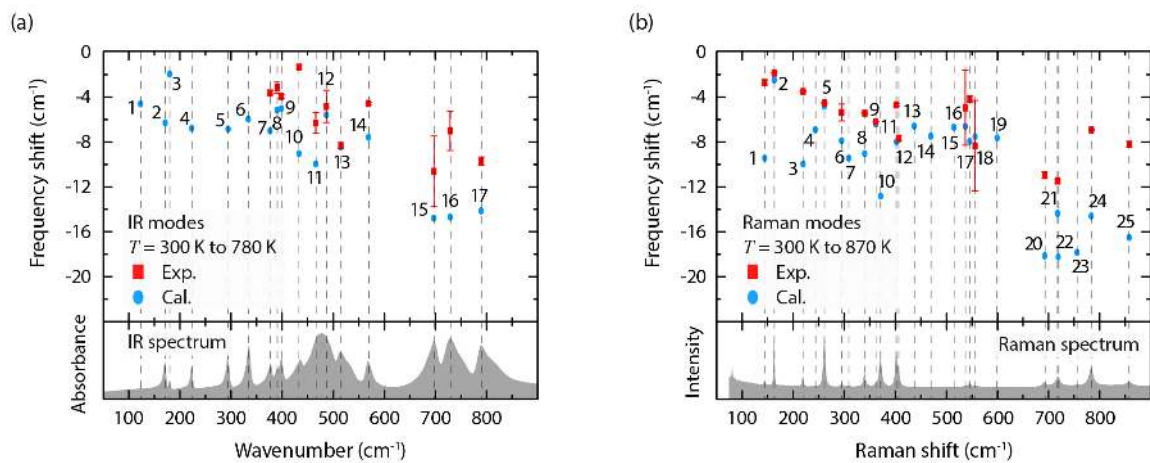 (a)
(b)
0
-4
-8
-12
-16
-20
Frequency shift (cm⁻¹)
1
2
3
4
5
6
7
8
9
10
11
12
13
14
15
16
17
IR modes
T = 300 K to 780 K
Exp.
Cal.
IR spectrum
Absorbance
100 200 300 400 500 600 700 800
Wavenumber (cm⁻¹)
0
-4
-8
-12
-16
-20
Frequency shift (cm⁻¹)
1
2
3
4
5
6
7
8
9
10
11
12
13
14
15
16
17
18
19
20
21
22
23
24
25
Raman modes
T = 300 K to 870 K
Exp.
Cal.
Raman spectrum
Intensity
100 200 300 400 500 600 700 800
Raman shift (cm⁻¹)